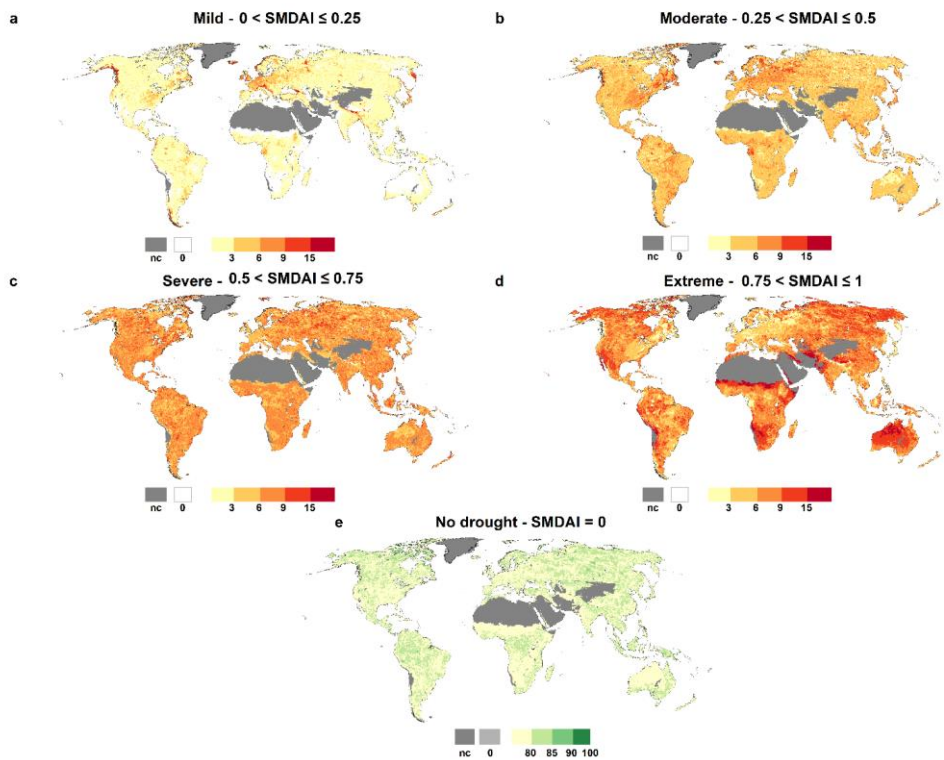 a Mild - 0 < SMDAI ≤ 0.25
b Moderate - 0.25 < SMDAI ≤ 0.5
nc 0 3 6 9 15
nc 0 3 6 9 15
c Severe - 0.5 < SMDAI ≤ 0.75
d Extreme - 0.75 < SMDAI ≤ 1
nc 0 3 6 9 15
nc 0 3 6 9 15
e No drought - SMDAI = 0
nc 0 80 85 90 100